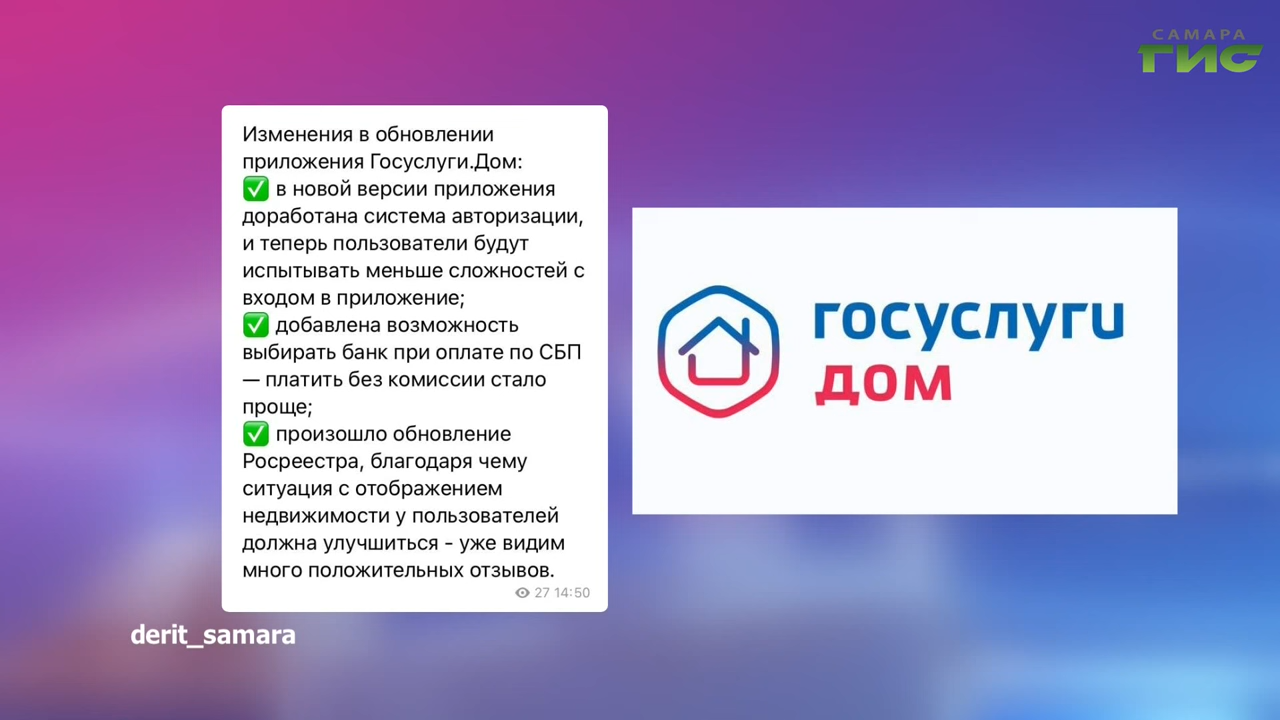 САМАРА
ГИС
Изменения в обновлении
приложения Госуслуги.Дом:
✅ в новой версии приложения
доработана система авторизации,
и теперь пользователи будут
испытывать меньше сложностей с
входом в приложение;
✅ добавлена возможность
выбирать банк при оплате по СБП
— платить без комиссии стало
проще;
✅ произошло обновление
Росреестра, благодаря чему
ситуация с отображением
недвижимости у пользователей
должна улучшиться - уже видим
много положительных отзывов.
27 14:50
госуслуги
дом
derit_samara